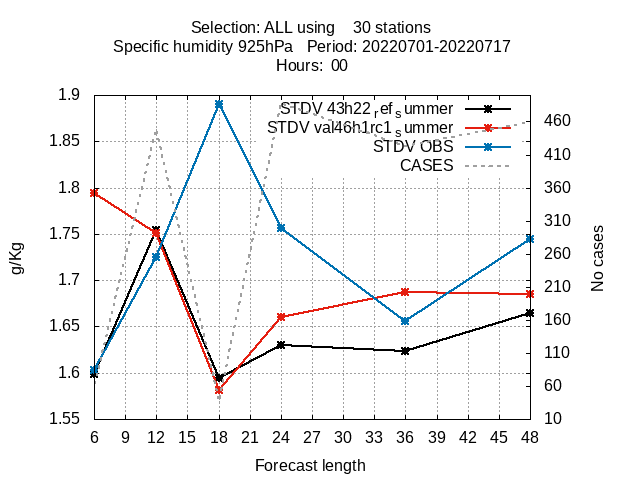 Selection: ALL using    30 stations
Specific humidity 925hPa   Period: 20220701-20220717
Hours:  00
STDV 43h22_ref_summer
STDV val46h1rc1_summer
STDV OBS
CASES
1.9
1.85
1.8
1.75
1.7
1.65
1.6
1.55
460
410
360
310
260
210
160
110
60
10
g/Kg
No cases
6 9 12 15 18 21 24 27 30 33 36 39 42 45 48
Forecast length